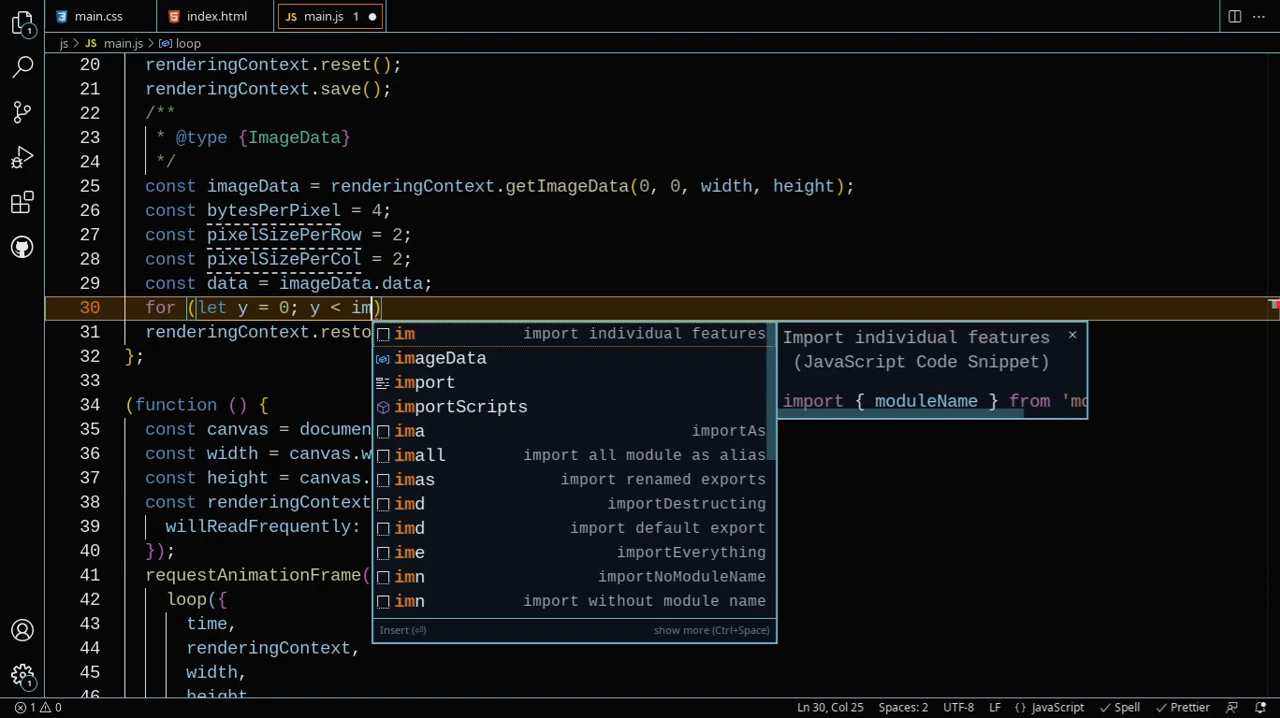 main.css
index.html
JS main.js 1
js > JS main.js > loop
20 renderingContext.reset();
21 renderingContext.save();
22 /**
23 * @type {ImageData}
24 */
25 const imageData = renderingContext.getImageData(0, 0, width, height);
26 const bytesPerPixel = 4;
27 const pixelSizePerRow = 2;
28 const pixelSizePerCol = 2;
29 const data = imageData.data;
30 for (let y = 0; y < im)
31 renderingContext.resto
32 };
33
34 (function () {
35 const canvas = documen
36 const width = canvas.w
37 const height = canvas.
38 const renderingContext
39 willReadFrequently:
40 });
41 requestAnimationFrame(
42 loop({
43 time,
44 renderingContext,
45 width,
46 height
im import individual features
imageData
import
importScripts
ima importAs
imall import all module as alias
imas import renamed exports
imd importDestructing
imd import default export
ime importEverything
imn importNoModuleName
imn import without module name
Insert (⏎) show more (Ctrl+Space)
Import individual features ×
(JavaScript Code Snippet)
import { moduleName } from 'mo
1
1
1 0 Ln 30, Col 25 Spaces: 2 UTF-8 LF {} JavaScript ✓ Spell ✓ Prettier